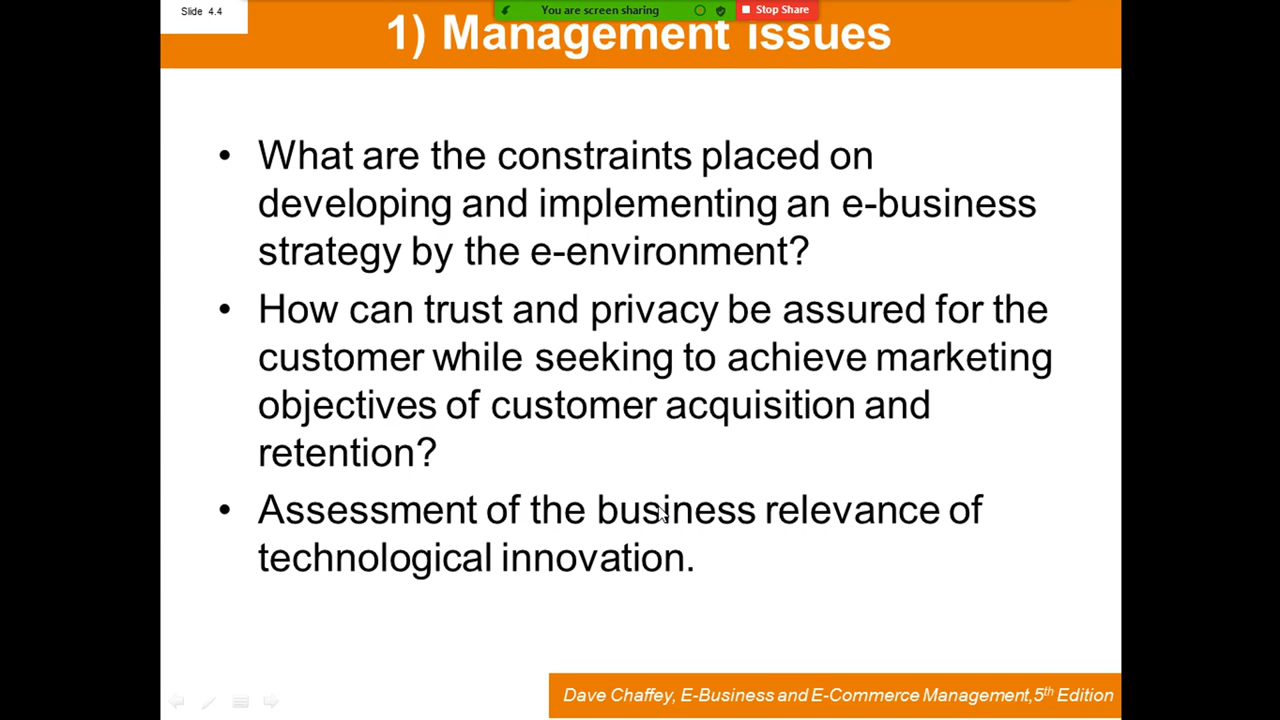 Slide 4.4
You are screen sharing
Stop Share
1) Management issues
• What are the constraints placed on
developing and implementing an e-business
strategy by the e-environment?
• How can trust and privacy be assured for the
customer while seeking to achieve marketing
objectives of customer acquisition and
retention?
• Assessment of the business relevance of
technological innovation.
Dave Chaffey, E-Business and E-Commerce Management,5th Edition